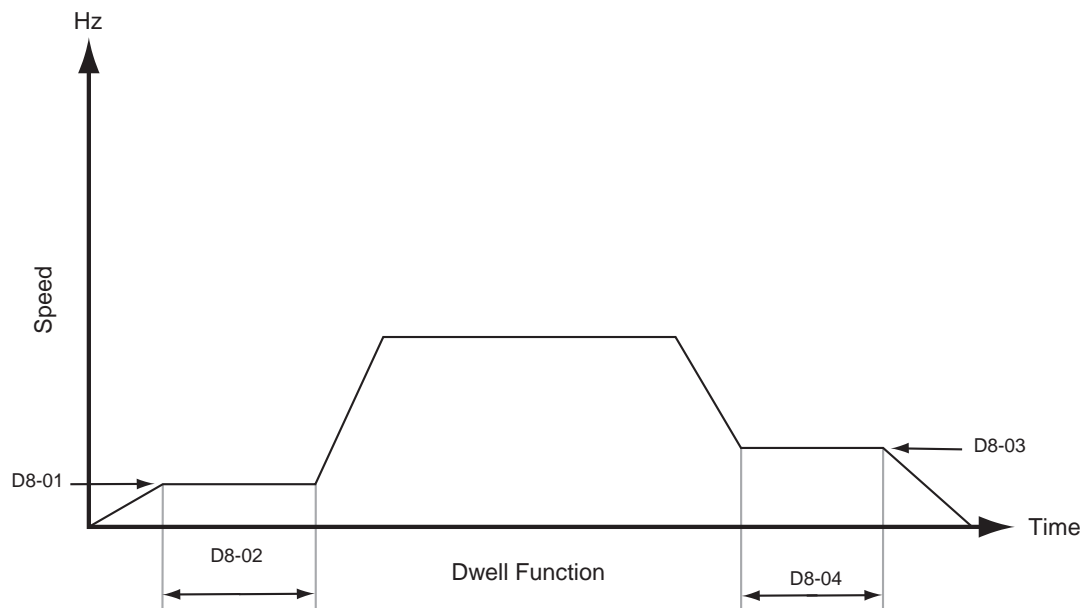 Hz
Speed
D8-01
D8-03
Time
D8-02
Dwell Function
D8-04